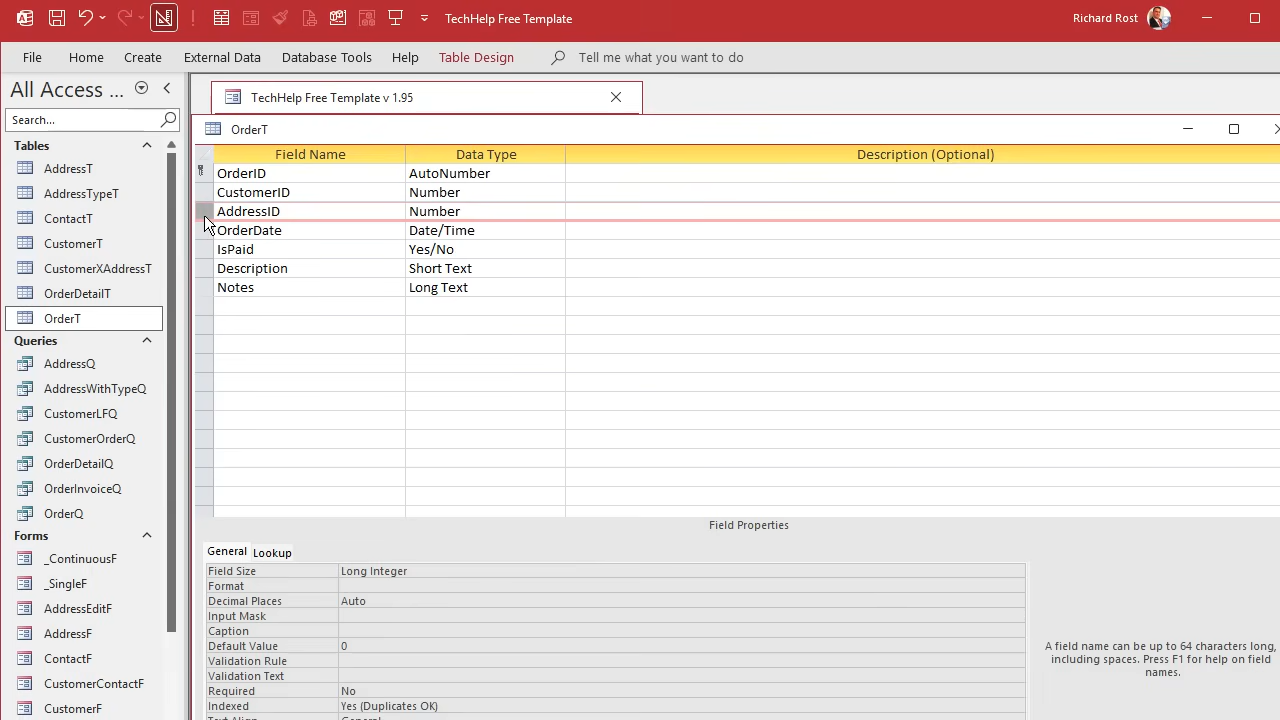 TechHelp Free Template
Richard Rost
File Home Create External Data Database Tools Help Table Design Tell me what you want to do
All Access ...
Search...
Tables
AddressT
AddressTypeT
ContactT
CustomerT
CustomerXAddressT
OrderDetailT
OrderT
Queries
AddressQ
AddressWithTypeQ
CustomerLFQ
CustomerOrderQ
OrderDetailQ
OrderInvoiceQ
OrderQ
Forms
_ContinuousF
_SingleF
AddressEditF
AddressF
ContactF
CustomerContactF
CustomerF
TechHelp Free Template v 1.95
OrderT
Field Name Data Type Description (Optional)
OrderID AutoNumber
CustomerID Number
AddressID Number
OrderDate Date/Time
IsPaid Yes/No
Description Short Text
Notes Long Text
Field Properties
General Lookup
Field Size Long Integer
Format
Decimal Places Auto
Input Mask
Caption
Default Value 0
Validation Rule
Validation Text
Required No
Indexed Yes (Duplicates OK)
Text Align General
A field name can be up to 64 characters long,
including spaces. Press F1 for help on field
names.